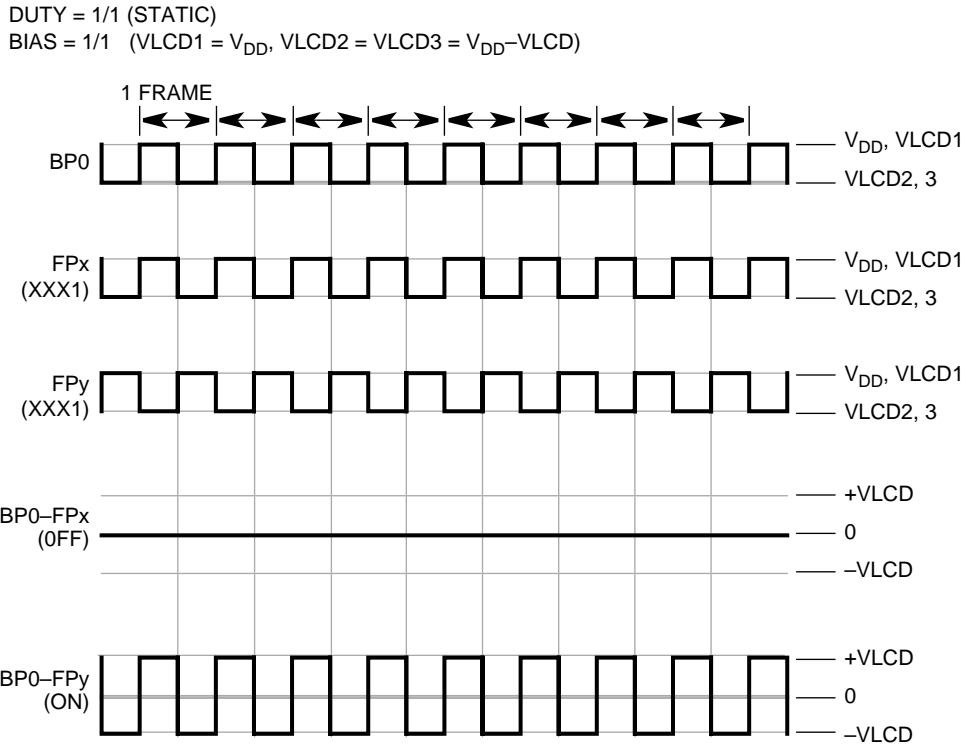 DUTY = 1/1 (STATIC)
BIAS = 1/1 (VLCD1 = VDD, VLCD2 = VLCD3 = VDD–VLCD)
1 FRAME
BP0
VDD, VLCD1
VLCD2, 3
FPx
(XXX1)
VDD, VLCD1
VLCD2, 3
FPy
(XXX1)
VDD, VLCD1
VLCD2, 3
BP0–FPx
(0FF)
+VLCD
0
–VLCD
BP0–FPy
(ON)
+VLCD
0
–VLCD